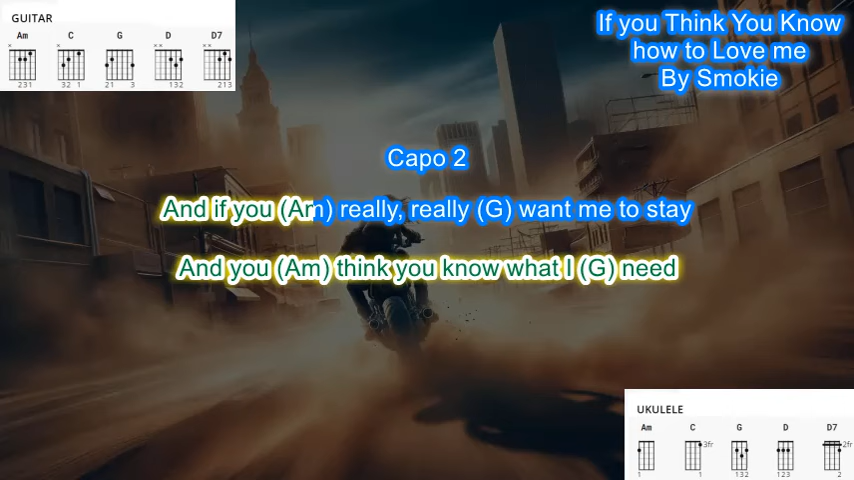 GUITAR
Am C G D D7
x x xx xx
231 32 1 21 3 132 213
If you Think You Know
how to Love me
By Smokie
Capo 2
And if you (Am) really, really (G) want me to stay
And you (Am) think you know what I (G) need
UKULELE
Am C G D D7
3fr 2fr
1 1 132 123 2